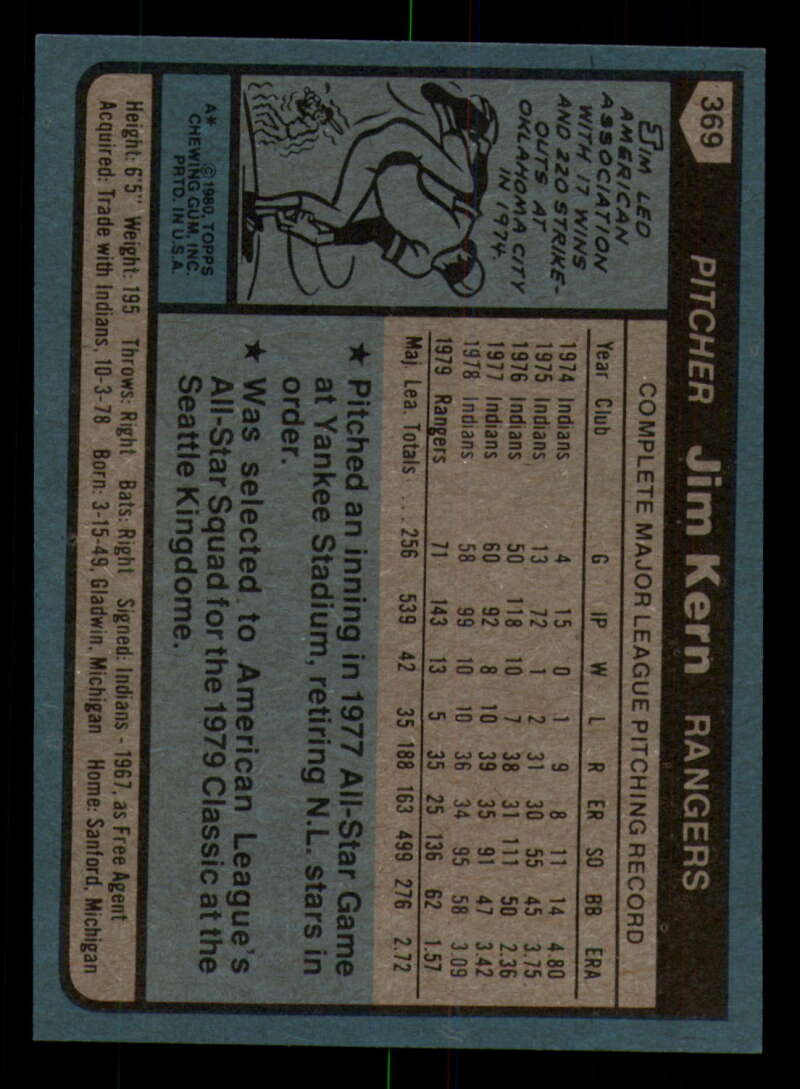 369
PITCHER Jim Kern RANGERS
JIM LED
AMERICAN
ASSOCIATION
WITH 17 WINS
AND 220 STRIKE-
OUTS AT
OKLAHOMA CITY
IN 1974.
A* ©1980, TOPPS
CHEWING GUM, INC.
PRTD. IN U.S.A.
COMPLETE MAJOR LEAGUE PITCHING RECORD
Year Club G IP W L R ER SO BB ERA
1974 Indians 4 15 0 1 9 8 11 14 4.80
1975 Indians 13 72 1 2 31 30 55 45 3.75
1976 Indians 50 118 10 7 38 31 111 50 2.36
1977 Indians 60 92 8 10 39 35 91 47 3.42
1978 Indians 58 99 10 10 36 34 95 58 3.09
1979 Rangers 71 143 13 5 35 25 136 62 1.57
Maj. Lea. Totals ... 256 539 42 35 188 163 499 276 2.72
★ Pitched an inning in 1977 All-Star Game
at Yankee Stadium, retiring N.L. stars in
order.
★ Was selected to American League's
All-Star Squad for the 1979 Classic at the
Seattle Kingdome.
Height: 6'5" Weight: 195 Throws: Right Bats: Right Signed: Indians - 1967, as Free Agent
Acquired: Trade with Indians, 10-3-78 Born: 3-15-49, Gladwin, Michigan Home: Sanford, Michigan